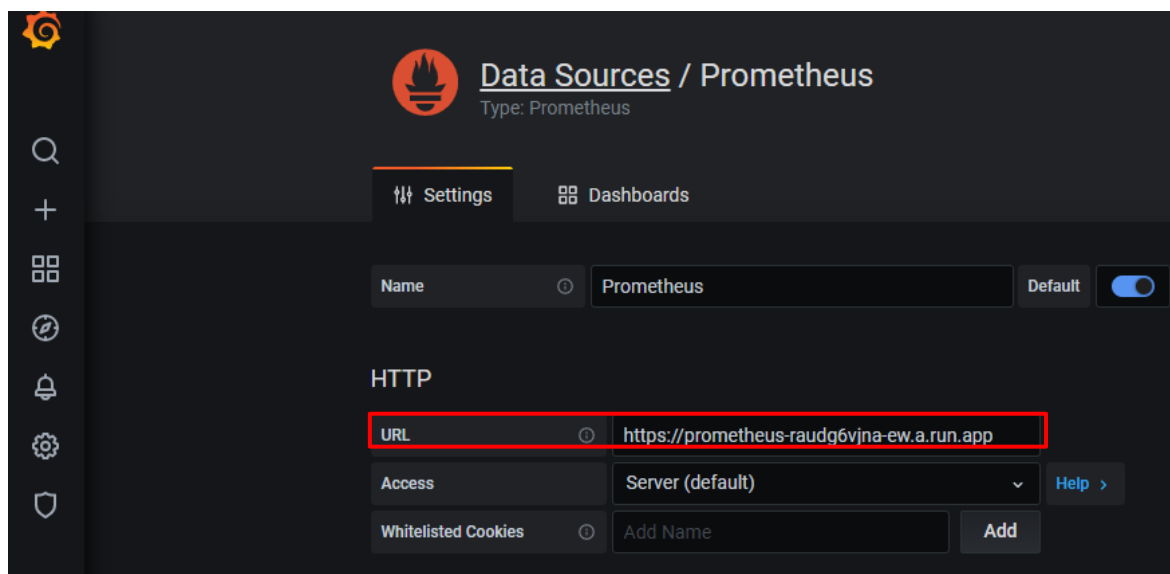 Data Sources / Prometheus
Type: Prometheus
Settings Dashboards
Name Prometheus Default
HTTP
URL https://prometheus-raudg6vjna-ew.a.run.app
Access Server (default) Help >
Whitelisted Cookies Add Name Add